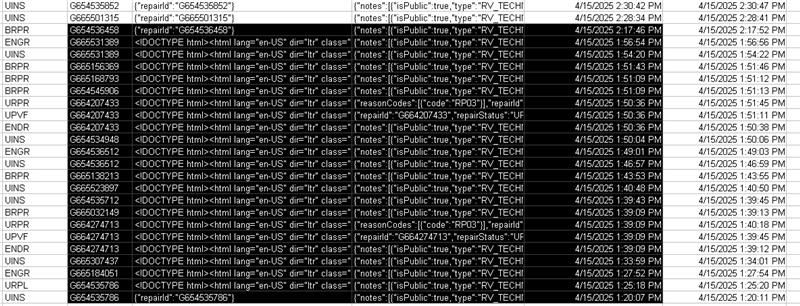 UINS G654535852 {"repairId":"G654535852"} {"notes":[{"isPublic":true,"type":"RV_TECHI 4/15/2025 2:30:42 PM 4/15/2025 2:30:47 PM
UINS G665501315 {"repairId":"G665501315"} {"notes":[{"isPublic":true,"type":"RV_TECHI 4/15/2025 2:28:34 PM 4/15/2025 2:28:41 PM
BRPR G654536458 {"repairId":"G654536458"} {"notes":[{"isPublic":true,"type":"RV_TECHI 4/15/2025 2:17:46 PM 4/15/2025 2:17:52 PM
ENGR G665531389 <!DOCTYPE html><html lang="en-US" dir="ltr" class=" {"notes":[{"isPublic":true,"type":"RV_TECHI 4/15/2025 1:56:54 PM 4/15/2025 1:56:56 PM
UINS G665531389 <!DOCTYPE html><html lang="en-US" dir="ltr" class=" {"notes":[{"isPublic":true,"type":"RV_TECHI 4/15/2025 1:54:20 PM 4/15/2025 1:54:22 PM
BRPR G665156369 <!DOCTYPE html><html lang="en-US" dir="ltr" class=" {"notes":[{"isPublic":true,"type":"RV_TECHI 4/15/2025 1:51:43 PM 4/15/2025 1:51:46 PM
BRPR G665168793 <!DOCTYPE html><html lang="en-US" dir="ltr" class=" {"notes":[{"isPublic":true,"type":"RV_TECHI 4/15/2025 1:51:09 PM 4/15/2025 1:51:12 PM
BRPR G654545906 <!DOCTYPE html><html lang="en-US" dir="ltr" class=" {"notes":[{"isPublic":true,"type":"RV_TECHI 4/15/2025 1:51:09 PM 4/15/2025 1:51:13 PM
URPR G664207433 <!DOCTYPE html><html lang="en-US" dir="ltr" class=" {"reasonCodes":[{"code":"RP03"}],"repairId" 4/15/2025 1:50:36 PM 4/15/2025 1:51:45 PM
UPVF G664207433 <!DOCTYPE html><html lang="en-US" dir="ltr" class=" {"repairId":"G664207433","repairStatus":"UF 4/15/2025 1:50:36 PM 4/15/2025 1:51:11 PM
ENDR G664207433 <!DOCTYPE html><html lang="en-US" dir="ltr" class=" {"notes":[{"isPublic":true,"type":"RV_TECHI 4/15/2025 1:50:36 PM 4/15/2025 1:50:38 PM
UINS G654534948 <!DOCTYPE html><html lang="en-US" dir="ltr" class=" {"notes":[{"isPublic":true,"type":"RV_TECHI 4/15/2025 1:50:04 PM 4/15/2025 1:50:06 PM
ENGR G654536512 <!DOCTYPE html><html lang="en-US" dir="ltr" class=" {"notes":[{"isPublic":true,"type":"RV_TECHI 4/15/2025 1:49:01 PM 4/15/2025 1:49:03 PM
UINS G654536512 <!DOCTYPE html><html lang="en-US" dir="ltr" class=" {"notes":[{"isPublic":true,"type":"RV_TECHI 4/15/2025 1:46:57 PM 4/15/2025 1:46:59 PM
BRPR G665138213 <!DOCTYPE html><html lang="en-US" dir="ltr" class=" {"notes":[{"isPublic":true,"type":"RV_TECHI 4/15/2025 1:43:53 PM 4/15/2025 1:43:55 PM
UINS G665523897 <!DOCTYPE html><html lang="en-US" dir="ltr" class=" {"notes":[{"isPublic":true,"type":"RV_TECHI 4/15/2025 1:40:48 PM 4/15/2025 1:40:50 PM
UINS G654535712 <!DOCTYPE html><html lang="en-US" dir="ltr" class=" {"notes":[{"isPublic":true,"type":"RV_TECHI 4/15/2025 1:39:43 PM 4/15/2025 1:39:45 PM
BRPR G665032149 <!DOCTYPE html><html lang="en-US" dir="ltr" class=" {"notes":[{"isPublic":true,"type":"RV_TECHI 4/15/2025 1:39:09 PM 4/15/2025 1:39:13 PM
URPR G664274713 <!DOCTYPE html><html lang="en-US" dir="ltr" class=" {"reasonCodes":[{"code":"RP03"}],"repairId" 4/15/2025 1:39:09 PM 4/15/2025 1:40:18 PM
UPVF G664274713 <!DOCTYPE html><html lang="en-US" dir="ltr" class=" {"repairId":"G664274713","repairStatus":"UF 4/15/2025 1:39:09 PM 4/15/2025 1:39:45 PM
ENDR G664274713 <!DOCTYPE html><html lang="en-US" dir="ltr" class=" {"notes":[{"isPublic":true,"type":"RV_TECHI 4/15/2025 1:39:09 PM 4/15/2025 1:39:12 PM
UINS G665307437 <!DOCTYPE html><html lang="en-US" dir="ltr" class=" {"notes":[{"isPublic":true,"type":"RV_TECHI 4/15/2025 1:33:59 PM 4/15/2025 1:34:01 PM
ENGR G665184051 <!DOCTYPE html><html lang="en-US" dir="ltr" class=" {"notes":[{"isPublic":true,"type":"RV_TECHI 4/15/2025 1:27:52 PM 4/15/2025 1:27:54 PM
URPL G654535786 <!DOCTYPE html><html lang="en-US" dir="ltr" class=" {"notes":[{"isPublic":true,"type":"RV_TECHI 4/15/2025 1:25:18 PM 4/15/2025 1:25:20 PM
UINS G654535786 {"repairId":"G654535786"} {"notes":[{"isPublic":true,"type":"RV_TECHI 4/15/2025 1:20:07 PM 4/15/2025 1:20:11 PM